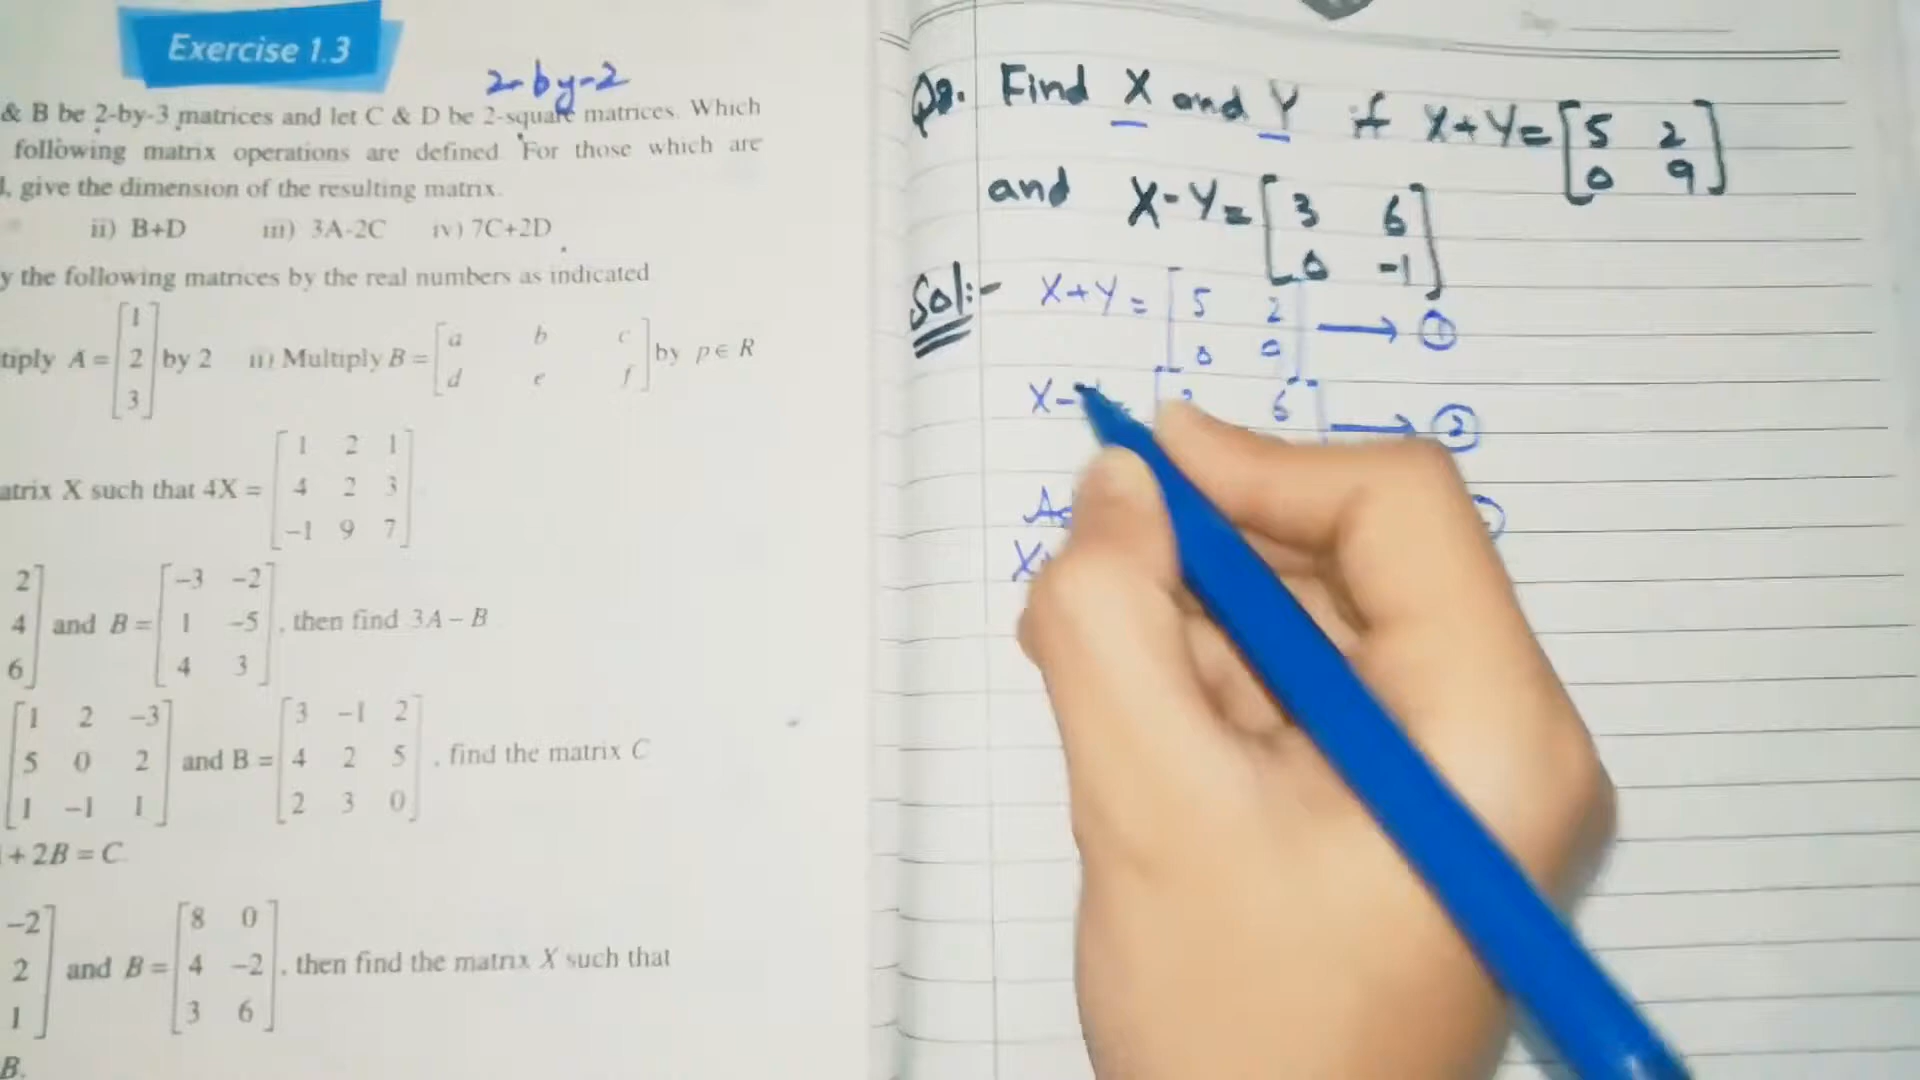 Exercise 1.3
2-by-2
& B be 2-by-3 matrices and let C & D be 2-square matrices. Which
following matrix operations are defined. For those which are
, give the dimension of the resulting matrix.
ii) B+D iii) 3A-2C iv) 7C+2D
y the following matrices by the real numbers as indicated
tiply A = [1 2 3] by 2 ii) Multiply B = [a b c d e f] by p ∈ R
atrix X such that 4X = [1 2 1
4 2 3
-1 9 7]
2
4 and B = [-3 -2
1 -5
4 3], then find 3A – B
6
[1 2 -3
5 0 2
1 -1 1] and B = [3 -1 2
4 2 5
2 3 0], find the matrix C
+ 2B = C
-2
2 and B = [8 0
4 -2
3 6], then find the matrix X such that
1
B.
Q8. Find X and Y if X+Y= [5 2
0 9]
and X-Y= [3 6
0 -1]
Sol:- X+Y = [5 2
0 9] → ①
X- 6 → ②